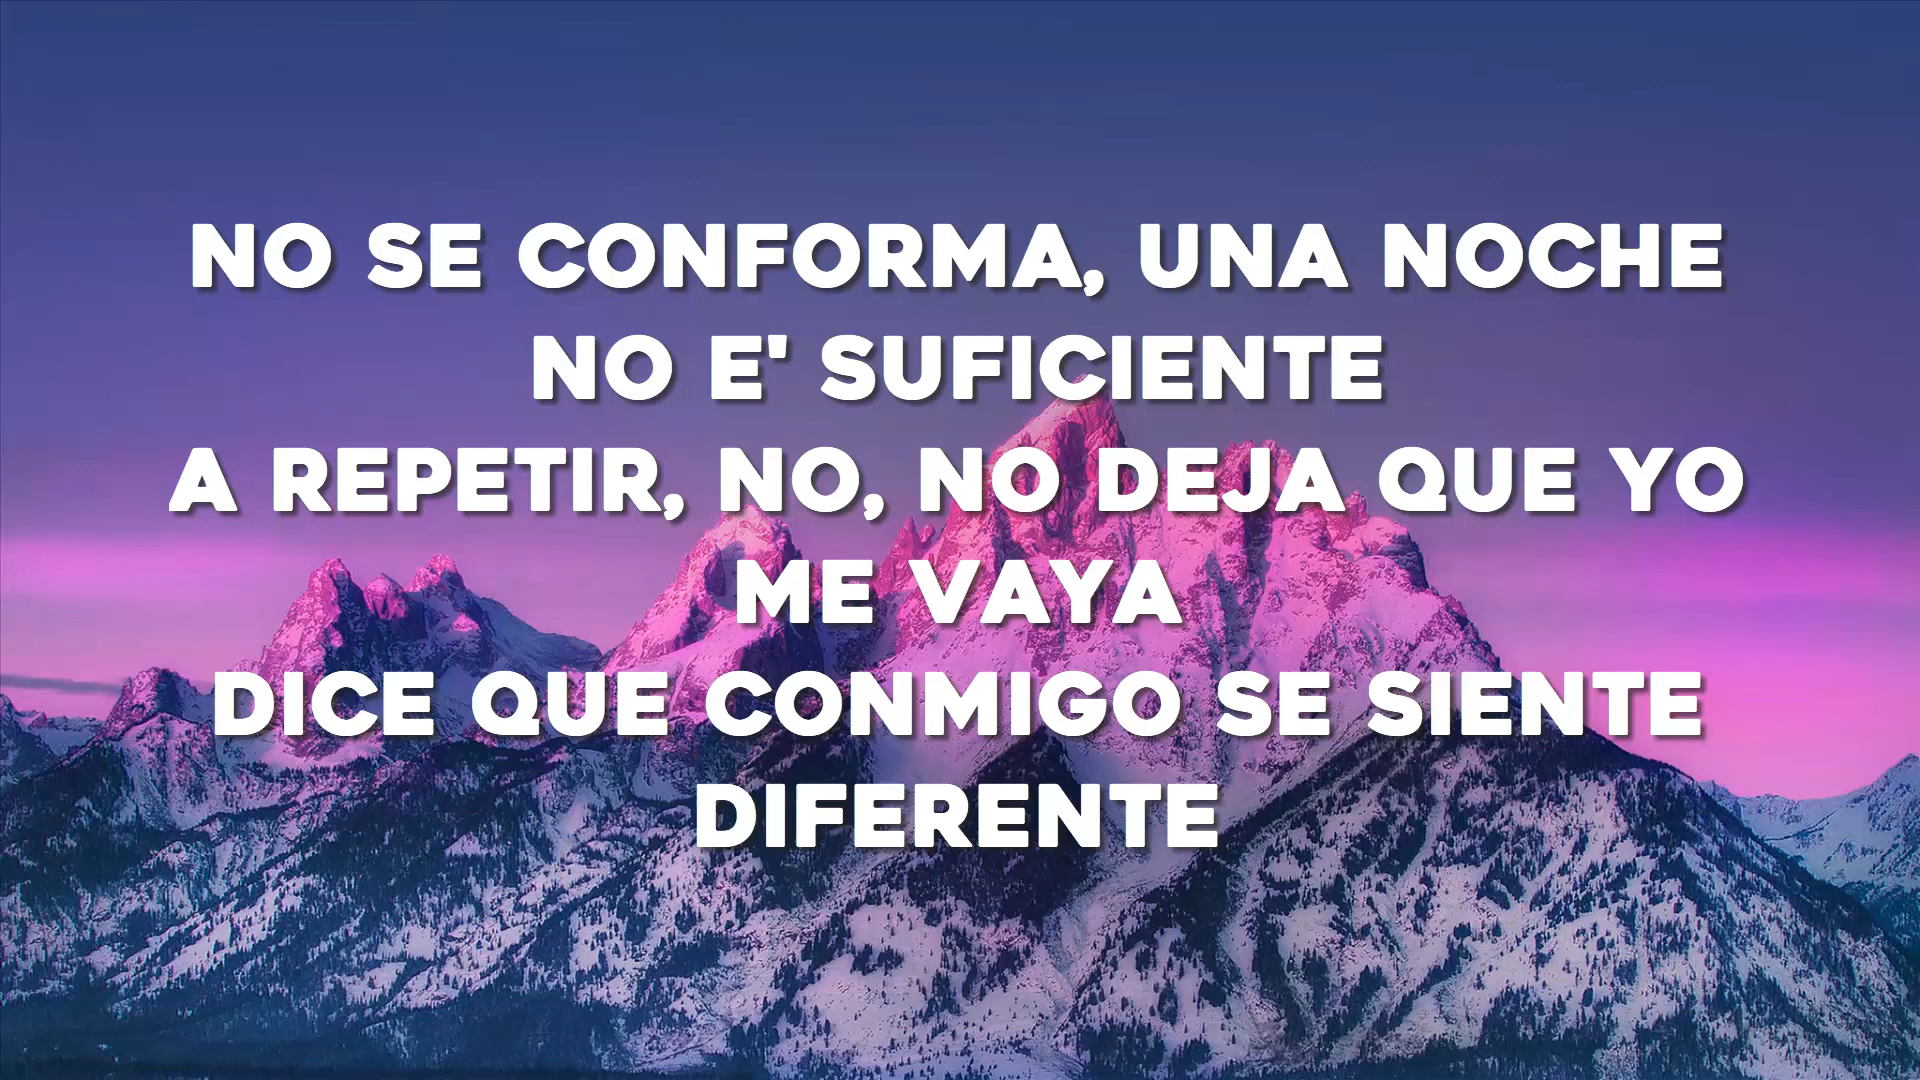 NO SE CONFORMA, UNA NOCHE
NO E' SUFICIENTE
A REPETIR, NO, NO DEJA QUE YO
ME VAYA
DICE QUE CONMIGO SE SIENTE
DIFERENTE